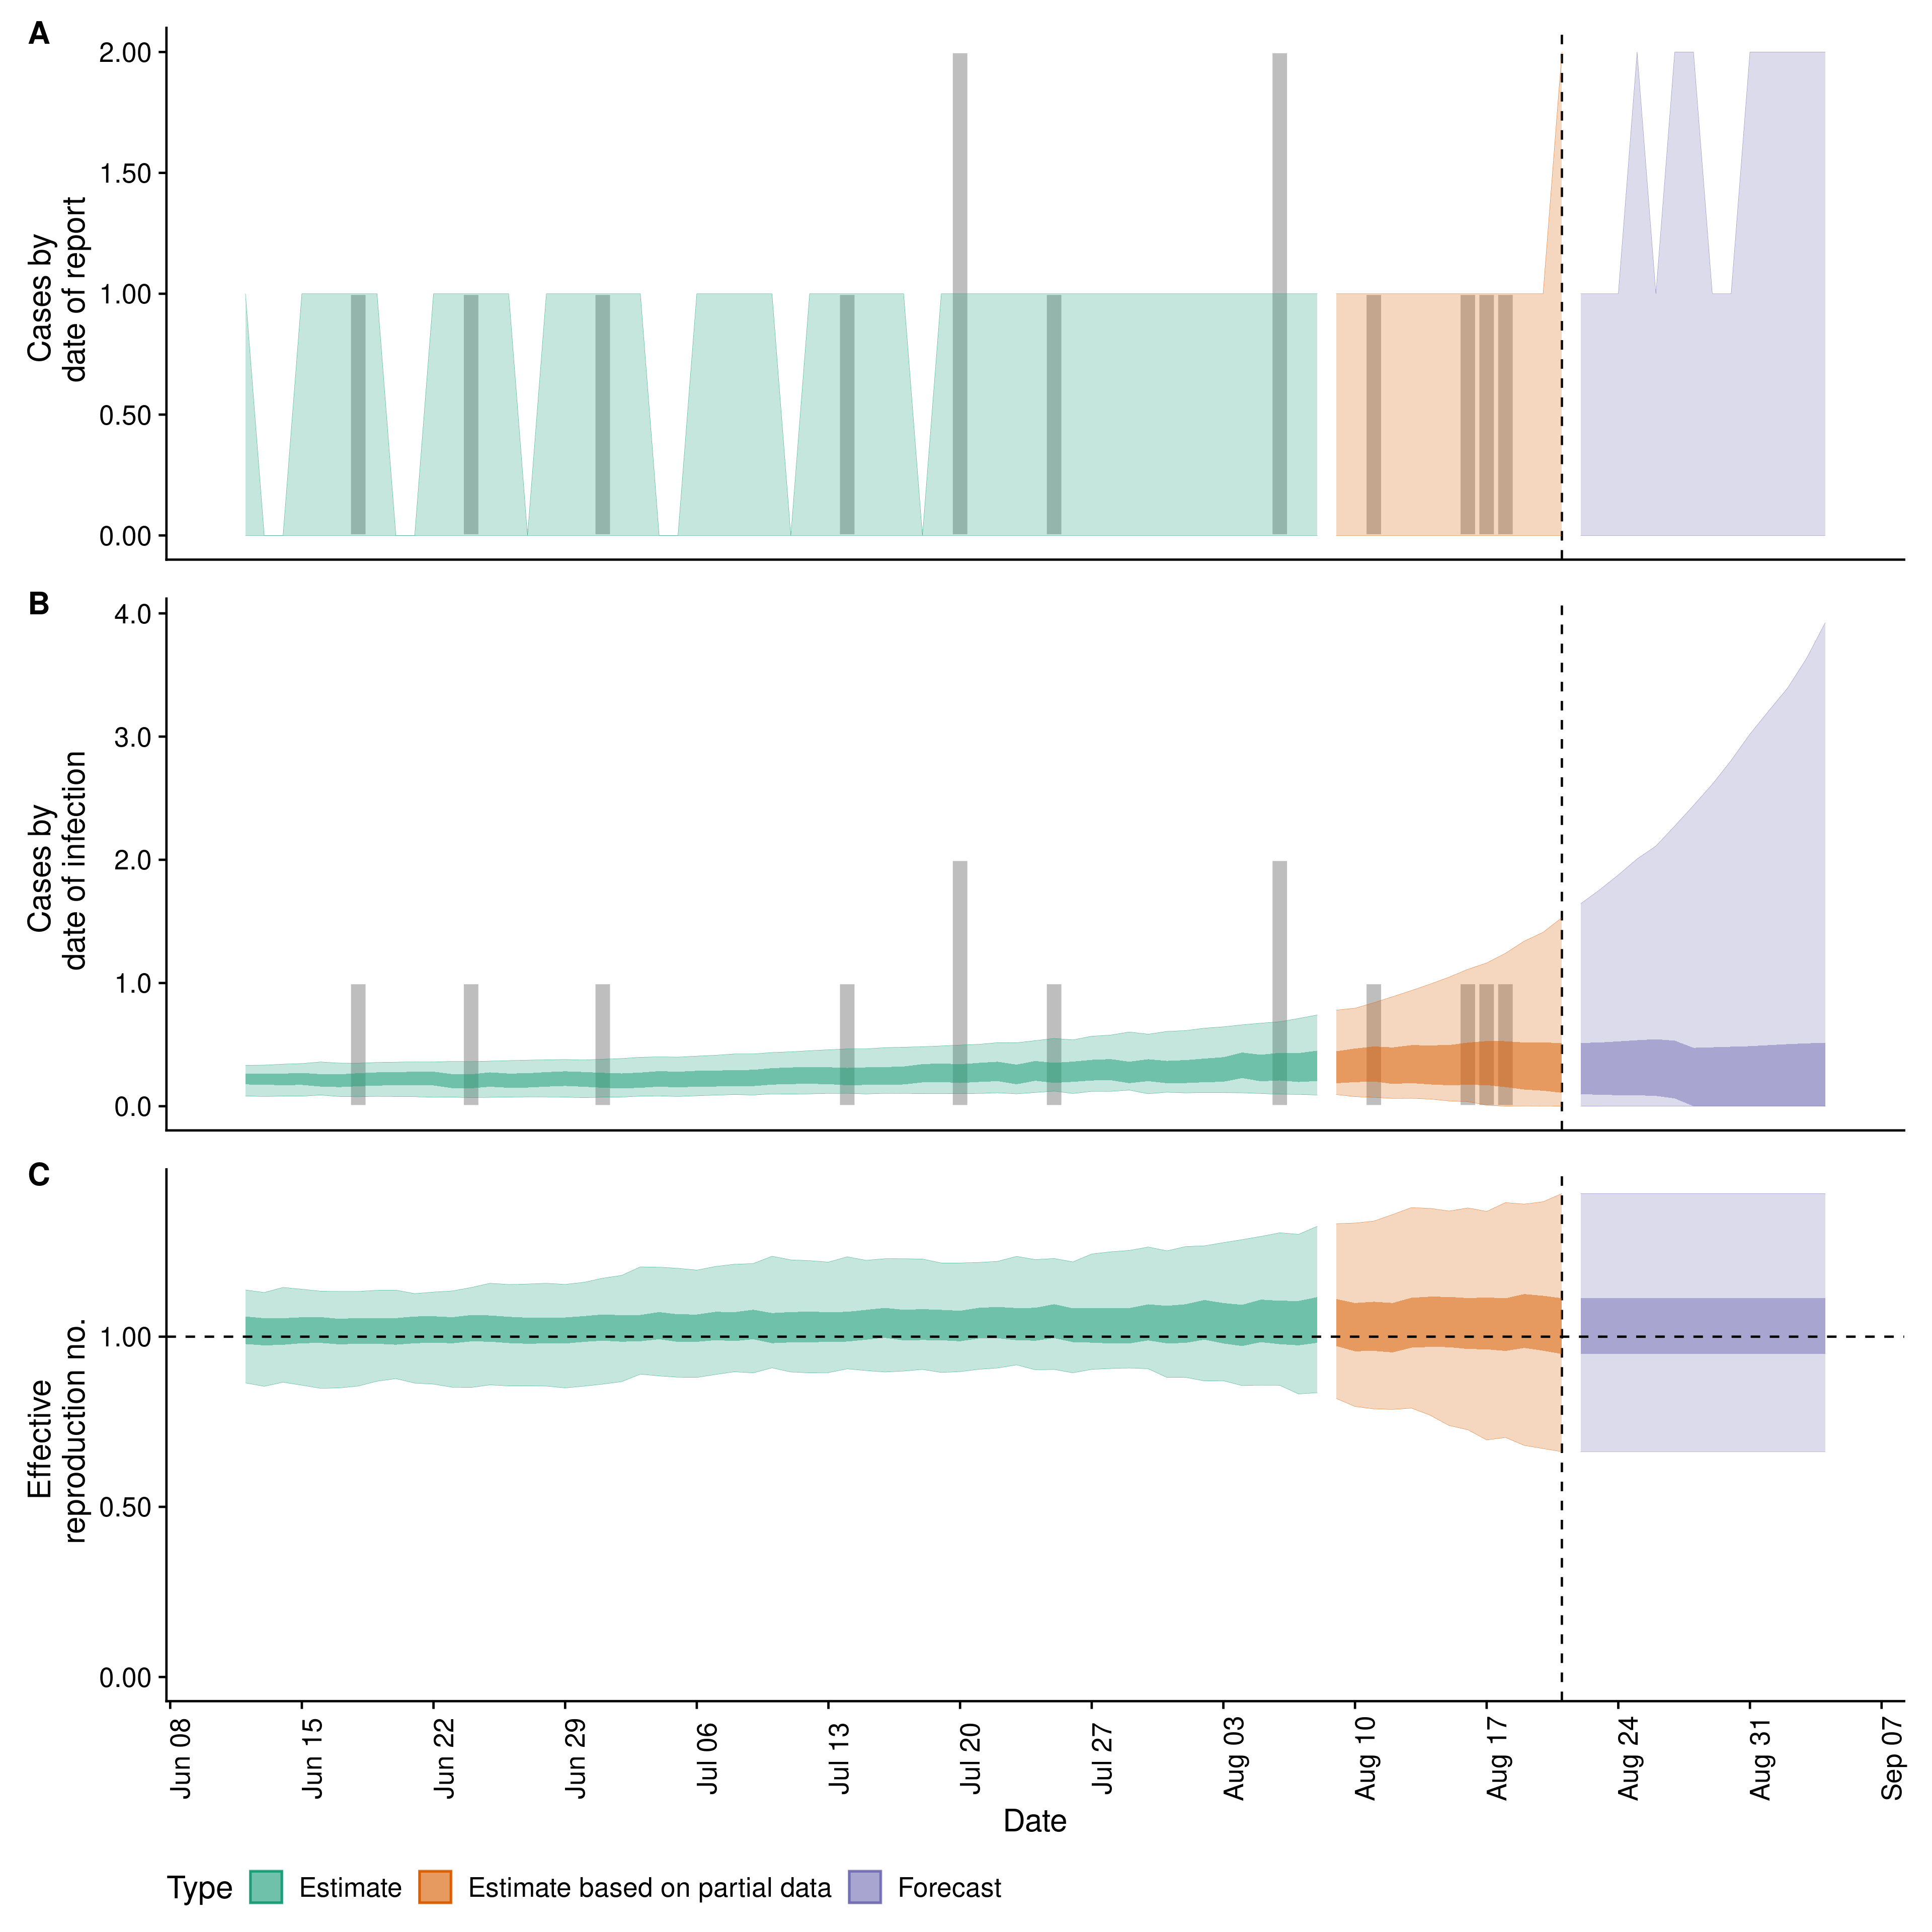 A
2.00
1.50
1.00
0.50
0.00
Cases by
date of report
B
4.0
3.0
2.0
1.0
0.0
Cases by
date of infection
C
1.00
0.50
0.00
Effective
reproduction no.
Jun 08
Jun 15
Jun 22
Jun 29
Jul 06
Jul 13
Jul 20
Jul 27
Aug 03
Aug 10
Aug 17
Aug 24
Aug 31
Sep 07
Date
Type
Estimate
Estimate based on partial data
Forecast